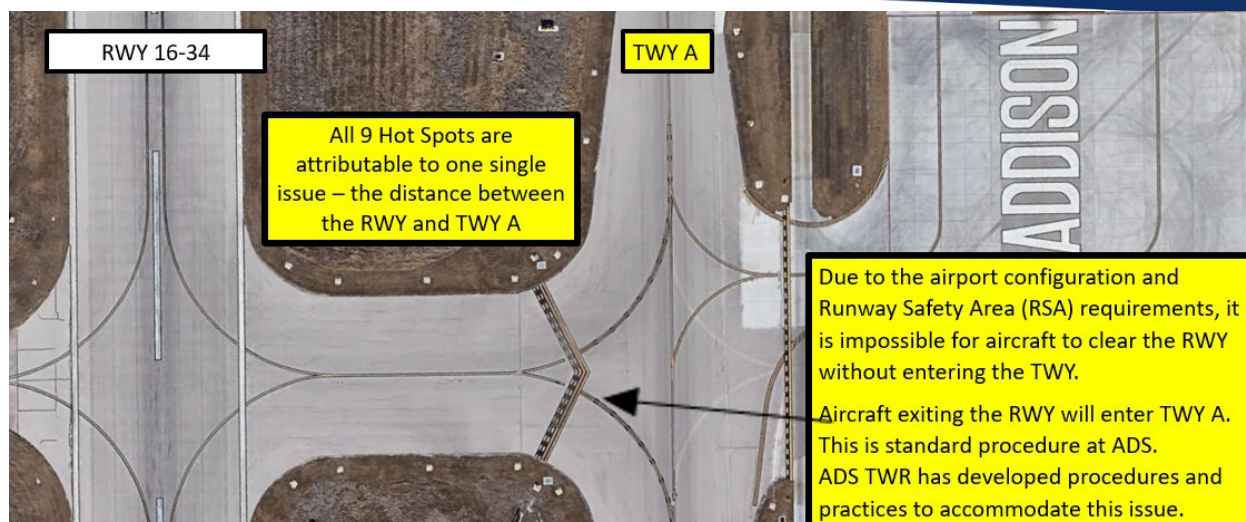 RWY 16-34
TWY A
All 9 Hot Spots are
attributable to one single
issue – the distance between
the RWY and TWY A
ADDISON
Due to the airport configuration and
Runway Safety Area (RSA) requirements, it
is impossible for aircraft to clear the RWY
without entering the TWY.
Aircraft exiting the RWY will enter TWY A.
This is standard procedure at ADS.
ADS TWR has developed procedures and
practices to accommodate this issue.